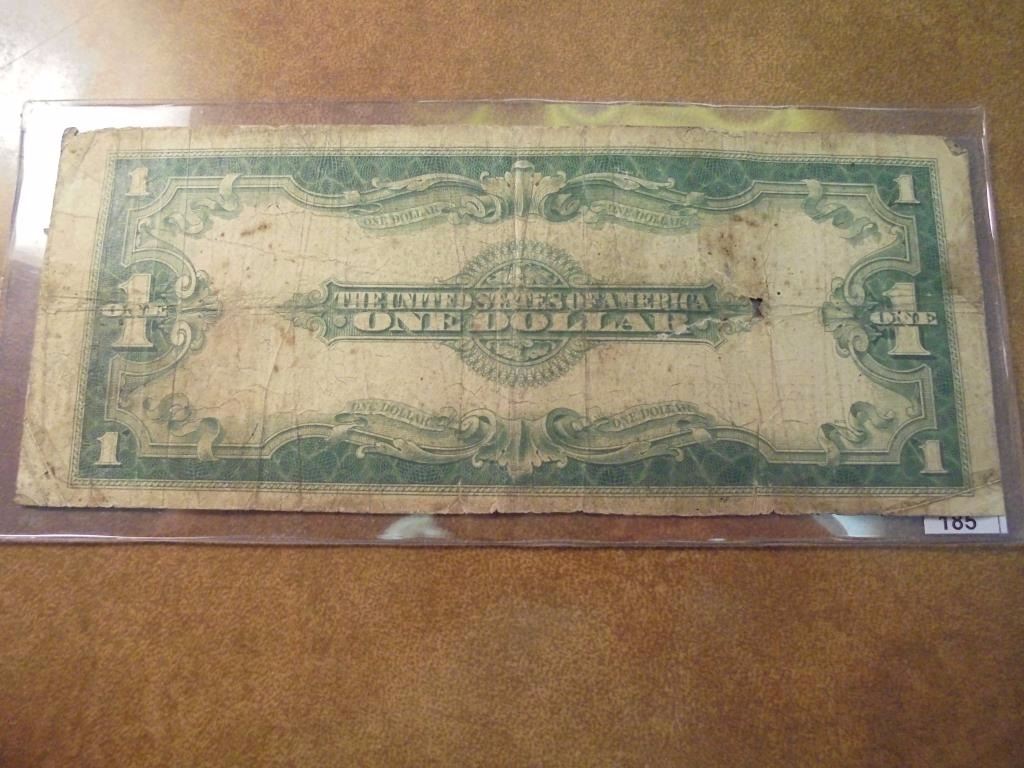 1 1
ONE DOLLAR ONE DOLLAR
1 ONE 1 ONE
THE UNITED STATES OF AMERICA
ONE DOLLAR
ONE DOLLAR ONE DOLLAR
1 1
185